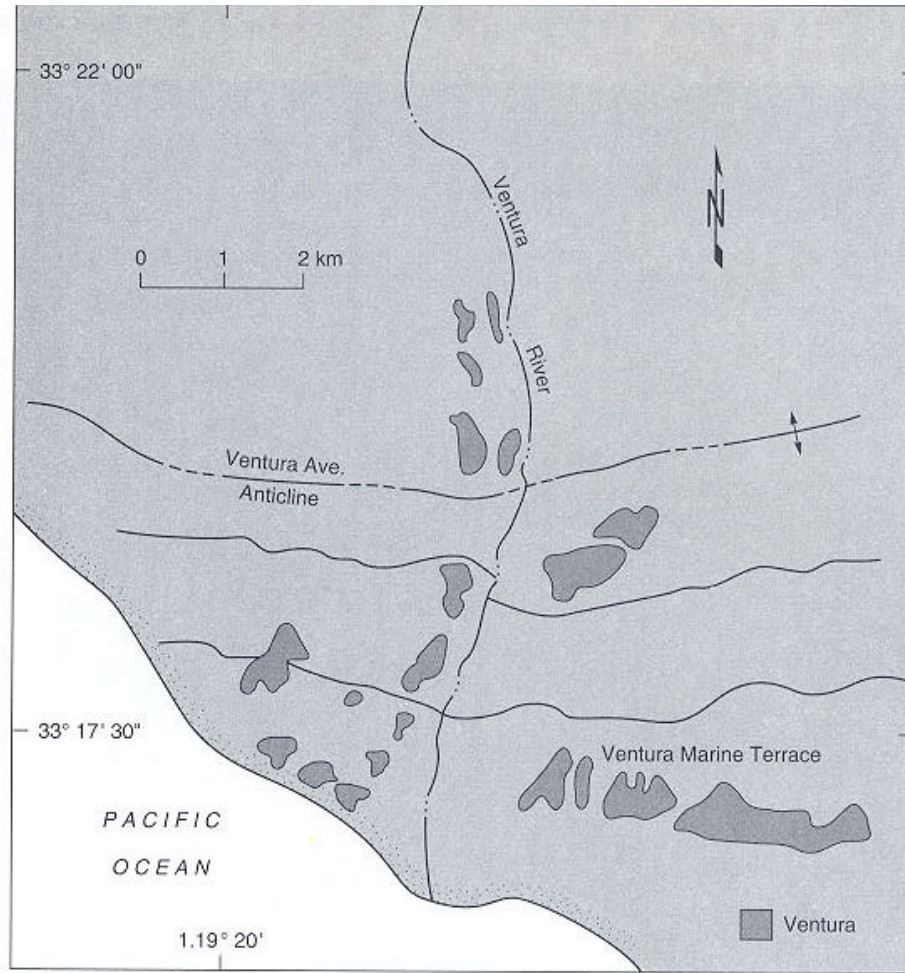 33° 22' 00"
Ventura
N
0 1 2 km
River
Ventura Ave.
Anticline
33° 17' 30"
Ventura Marine Terrace
PACIFIC
OCEAN
Ventura
1.19° 20'